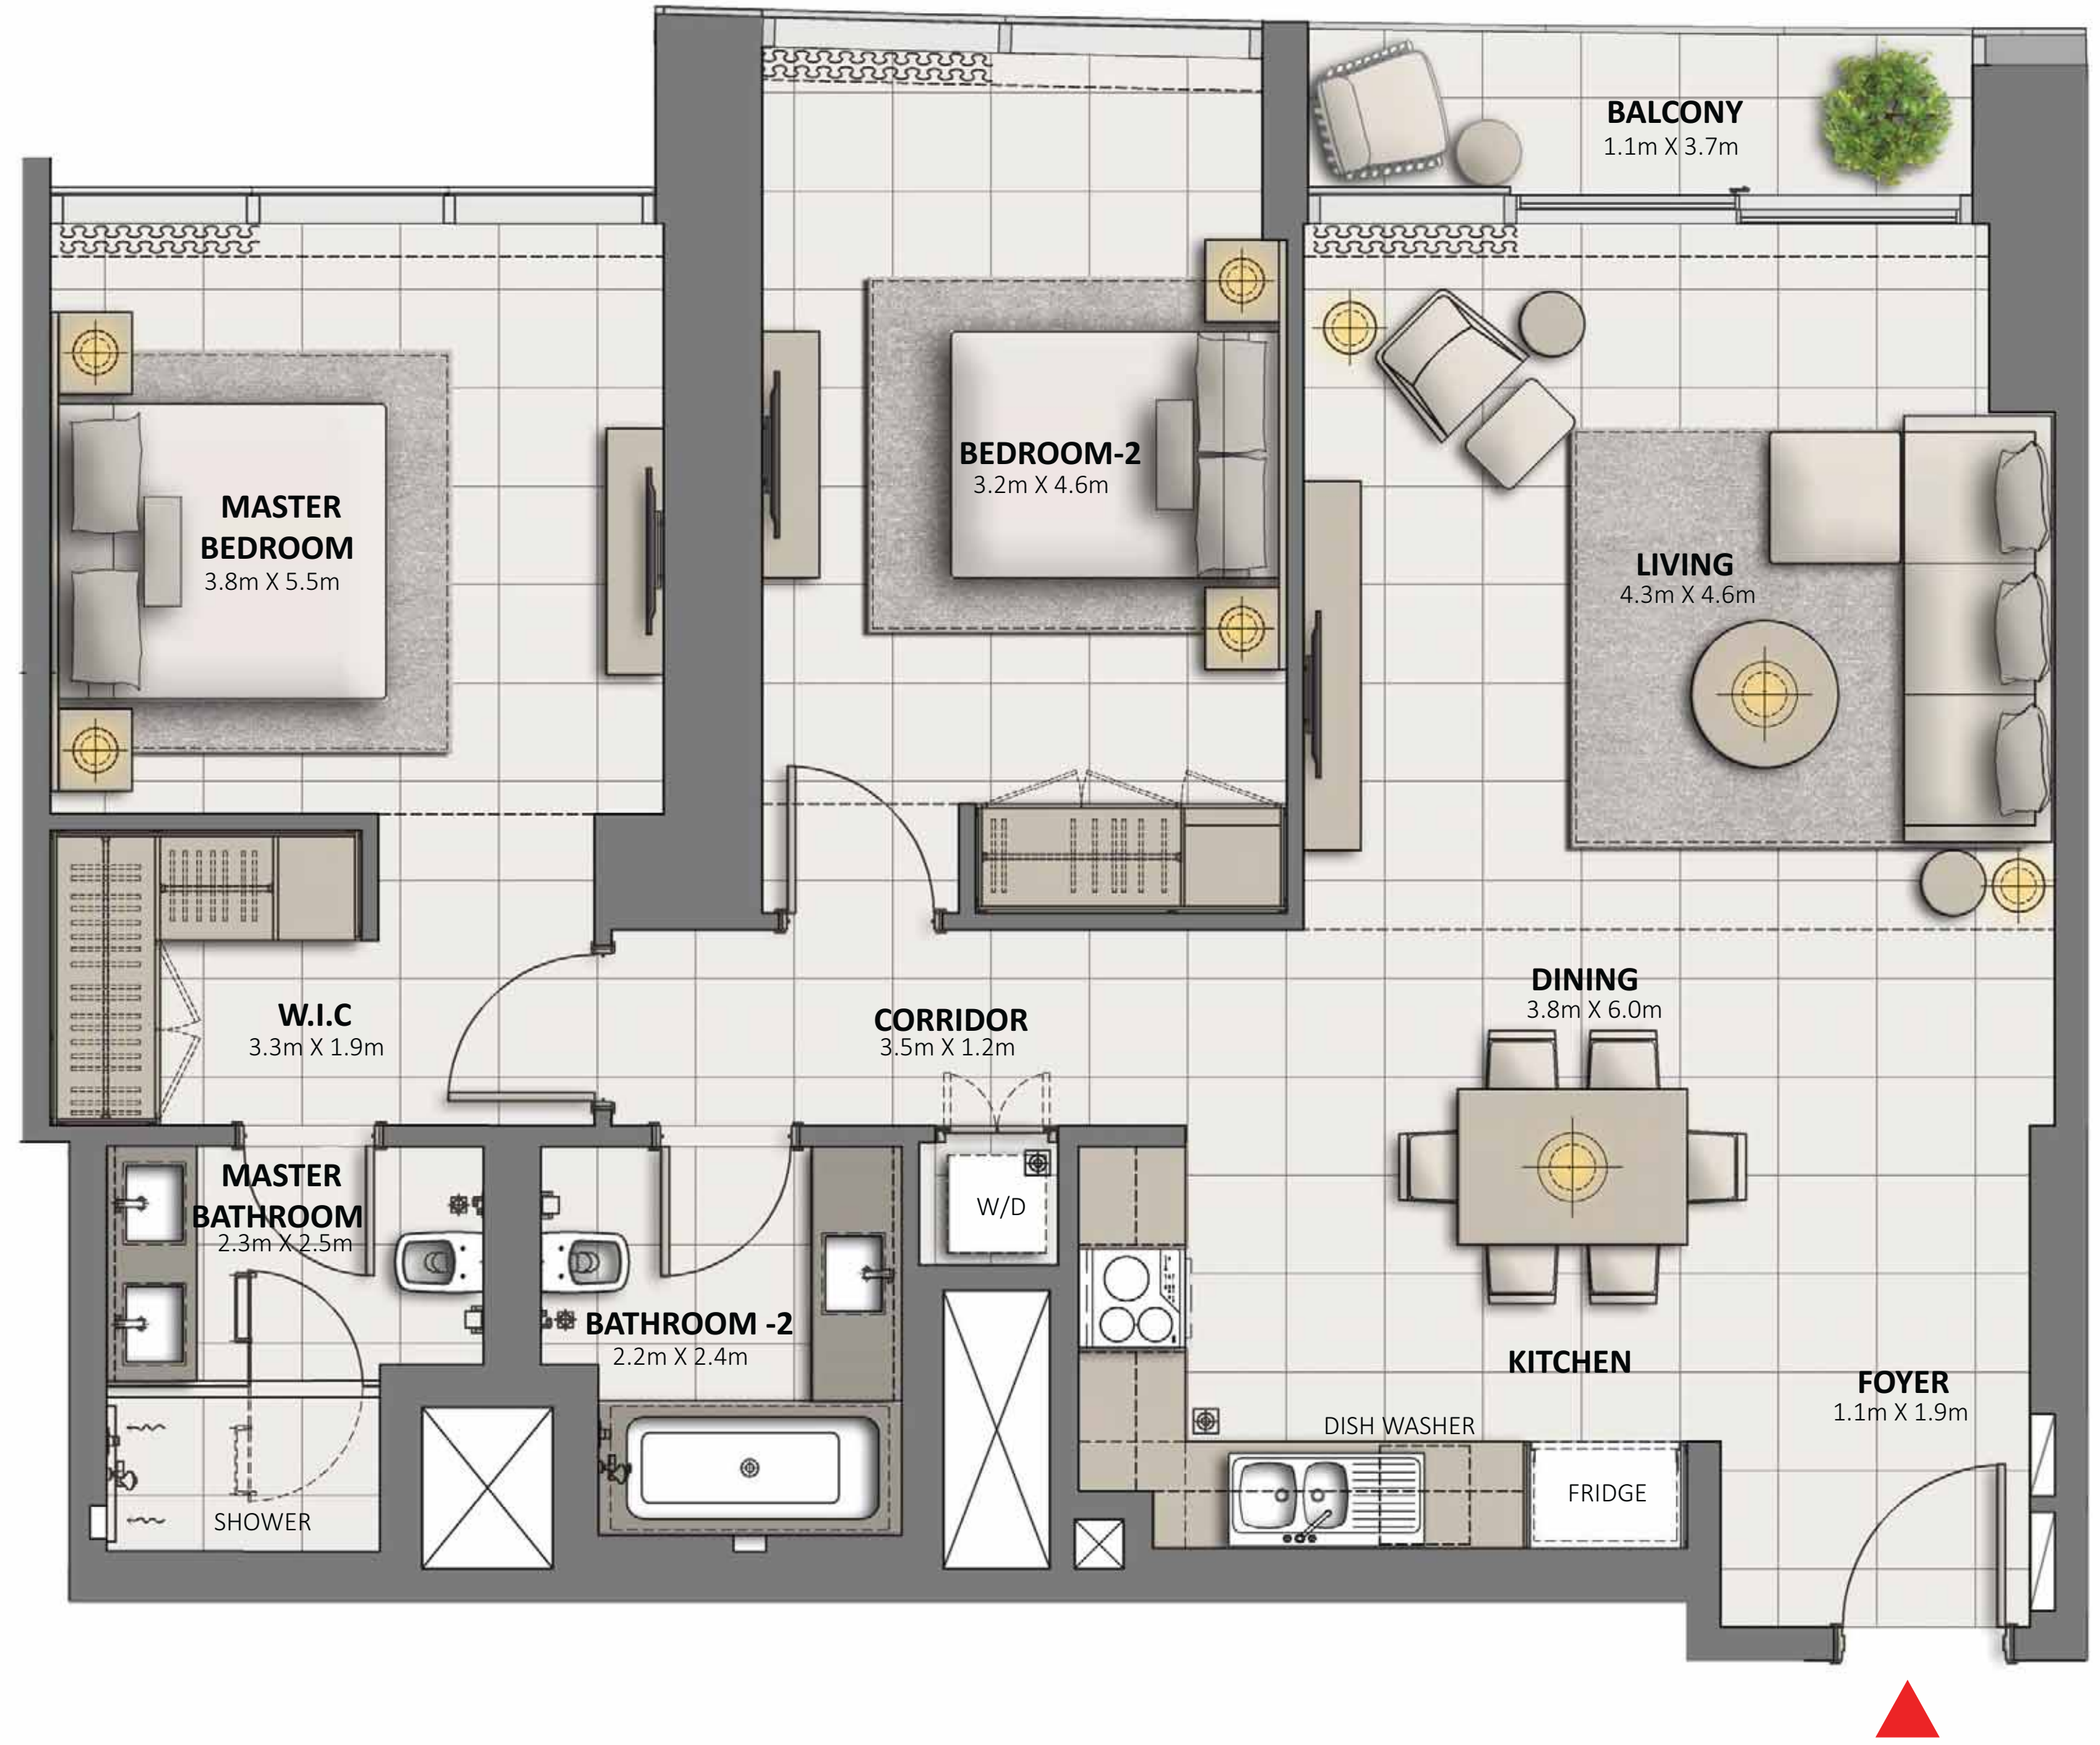 BALCONY
1.1m X 3.7m
BEDROOM-2
3.2m X 4.6m
MASTER
BEDROOM
3.8m X 5.5m
LIVING
4.3m X 4.6m
W.I.C
3.3m X 1.9m
CORRIDOR
3.5m X 1.2m
DINING
3.8m X 6.0m
MASTER
BATHROOM
2.3m X 2.5m
W/D
BATHROOM -2
2.2m X 2.4m
KITCHEN
FOYER
1.1m X 1.9m
DISH WASHER
FRIDGE
SHOWER